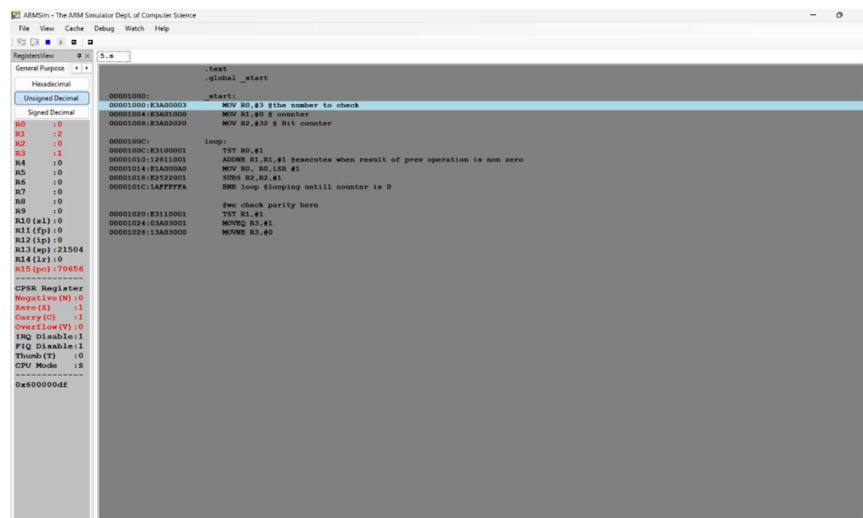 ARMSim - The ARM Simulator Dept. of Computer Science
File View Cache Debug Watch Help
RegistersView
5.s
General Purpose
Hexadecimal
Unsigned Decimal
Signed Decimal
R0 :0
R1 :2
R2 :0
R3 :1
R4 :0
R5 :0
R6 :0
R7 :0
R8 :0
R9 :0
R10(sl):0
R11(fp):0
R12(ip):0
R13(sp):21504
R14(lr):0
R15(pc):70656
--------------
CPSR Register
Negative(N):0
Zero(Z) :1
Carry(C) :1
Overflow(V):0
IRQ Disable:1
FIQ Disable:1
Thumb(T) :0
CPU Mode :S
--------------
0x600000df
.text
.global _start
00001000: _start:
00001000:E3A00003 MOV R0,#3 @the number to check
00001004:E3A01000 MOV R1,#0 @ counter
00001008:E3A02020 MOV R2,#32 @ Bit counter
0000100C: loop:
0000100C:E3100001 TST R0,#1
00001010:12811001 ADDNE R1,R1,#1 @executes when result of prev operation is non zero
00001014:E1A000A0 MOV R0, R0,LSR #1
00001018:E2522001 SUBS R2,R2,#1
0000101C:1AFFFFFA BNE loop @looping untill counter is 0
@we check parity here
00001020:E3110001 TST R1,#1
00001024:03A03001 MOVEQ R3,#1
00001028:13A03000 MOVNE R3,#0